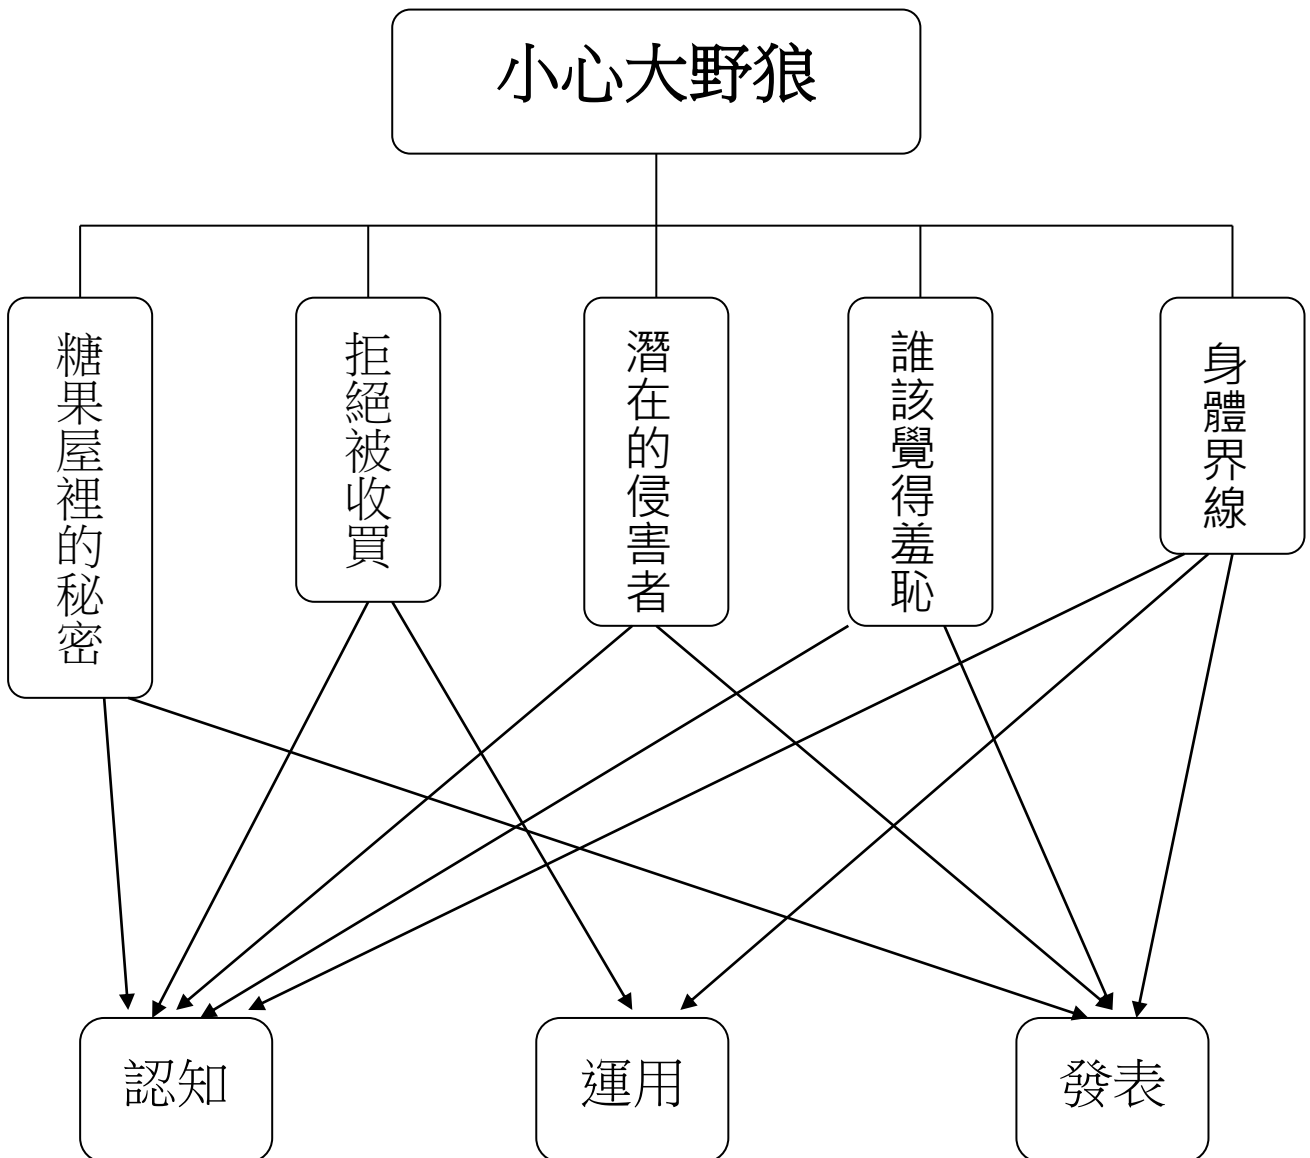 小心大野狼
糖果屋裡的秘密
拒絕被收買
潛在的侵害者
誰該覺得羞恥
身體界線
認知
運用
發表